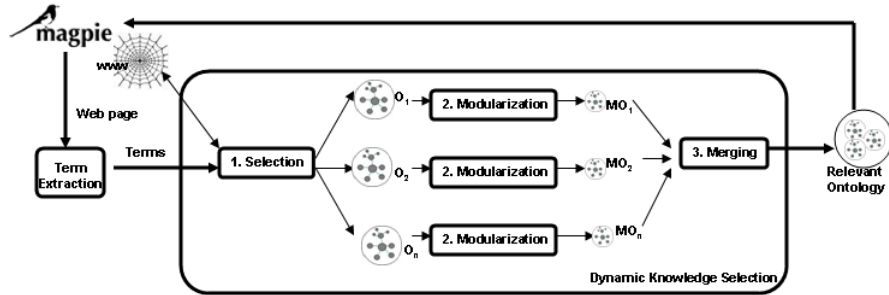 magpie
www
Web page
Term
Extraction
Terms
1. Selection
O1
2. Modularization
MO1
O2
2. Modularization
MO2
On
2. Modularization
MOn
3. Merging
Relevant
Ontology
Dynamic Knowledge Selection